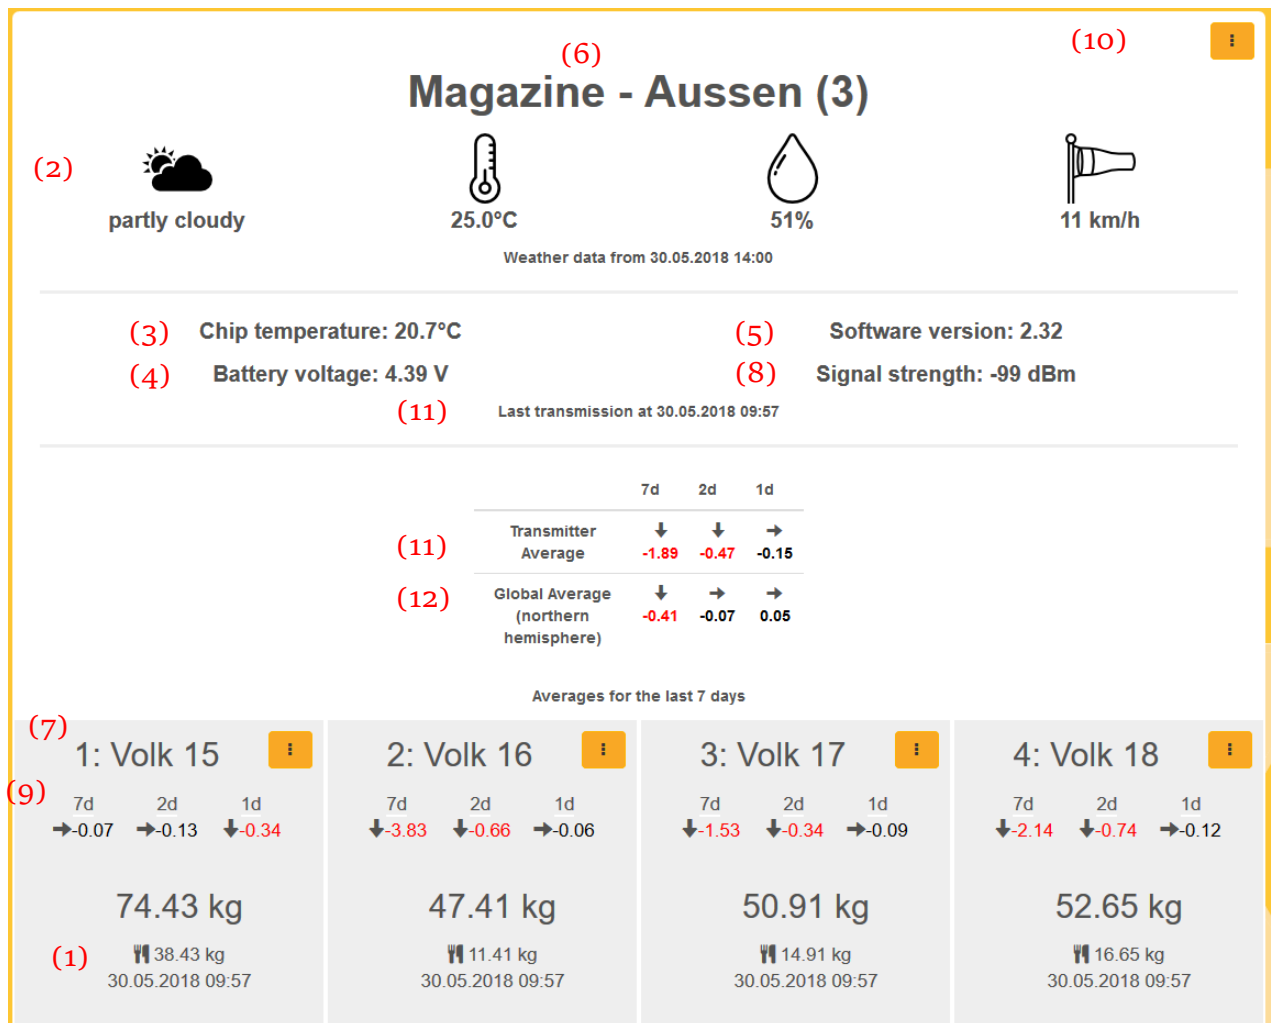 (6)
(10)
Magazine - Aussen (3)
(2)
partly cloudy 25.0°C 51% 11 km/h
Weather data from 30.05.2018 14:00
(3) Chip temperature: 20.7°C (5) Software version: 2.32
(4) Battery voltage: 4.39 V (8) Signal strength: -99 dBm
(11) Last transmission at 30.05.2018 09:57
7d 2d 1d
(11) Transmitter
Average -1.89 -0.47 -0.15
(12) Global Average
(northern -0.41 -0.07 0.05
hemisphere)
Averages for the last 7 days
(7)
1: Volk 15 2: Volk 16 3: Volk 17 4: Volk 18
(9)
7d 2d 1d 7d 2d 1d 7d 2d 1d 7d 2d 1d
-0.07 -0.13 -0.34 -3.83 -0.66 -0.06 -1.53 -0.34 -0.09 -2.14 -0.74 -0.12
74.43 kg 47.41 kg 50.91 kg 52.65 kg
(1) 38.43 kg 11.41 kg 14.91 kg 16.65 kg
30.05.2018 09:57 30.05.2018 09:57 30.05.2018 09:57 30.05.2018 09:57